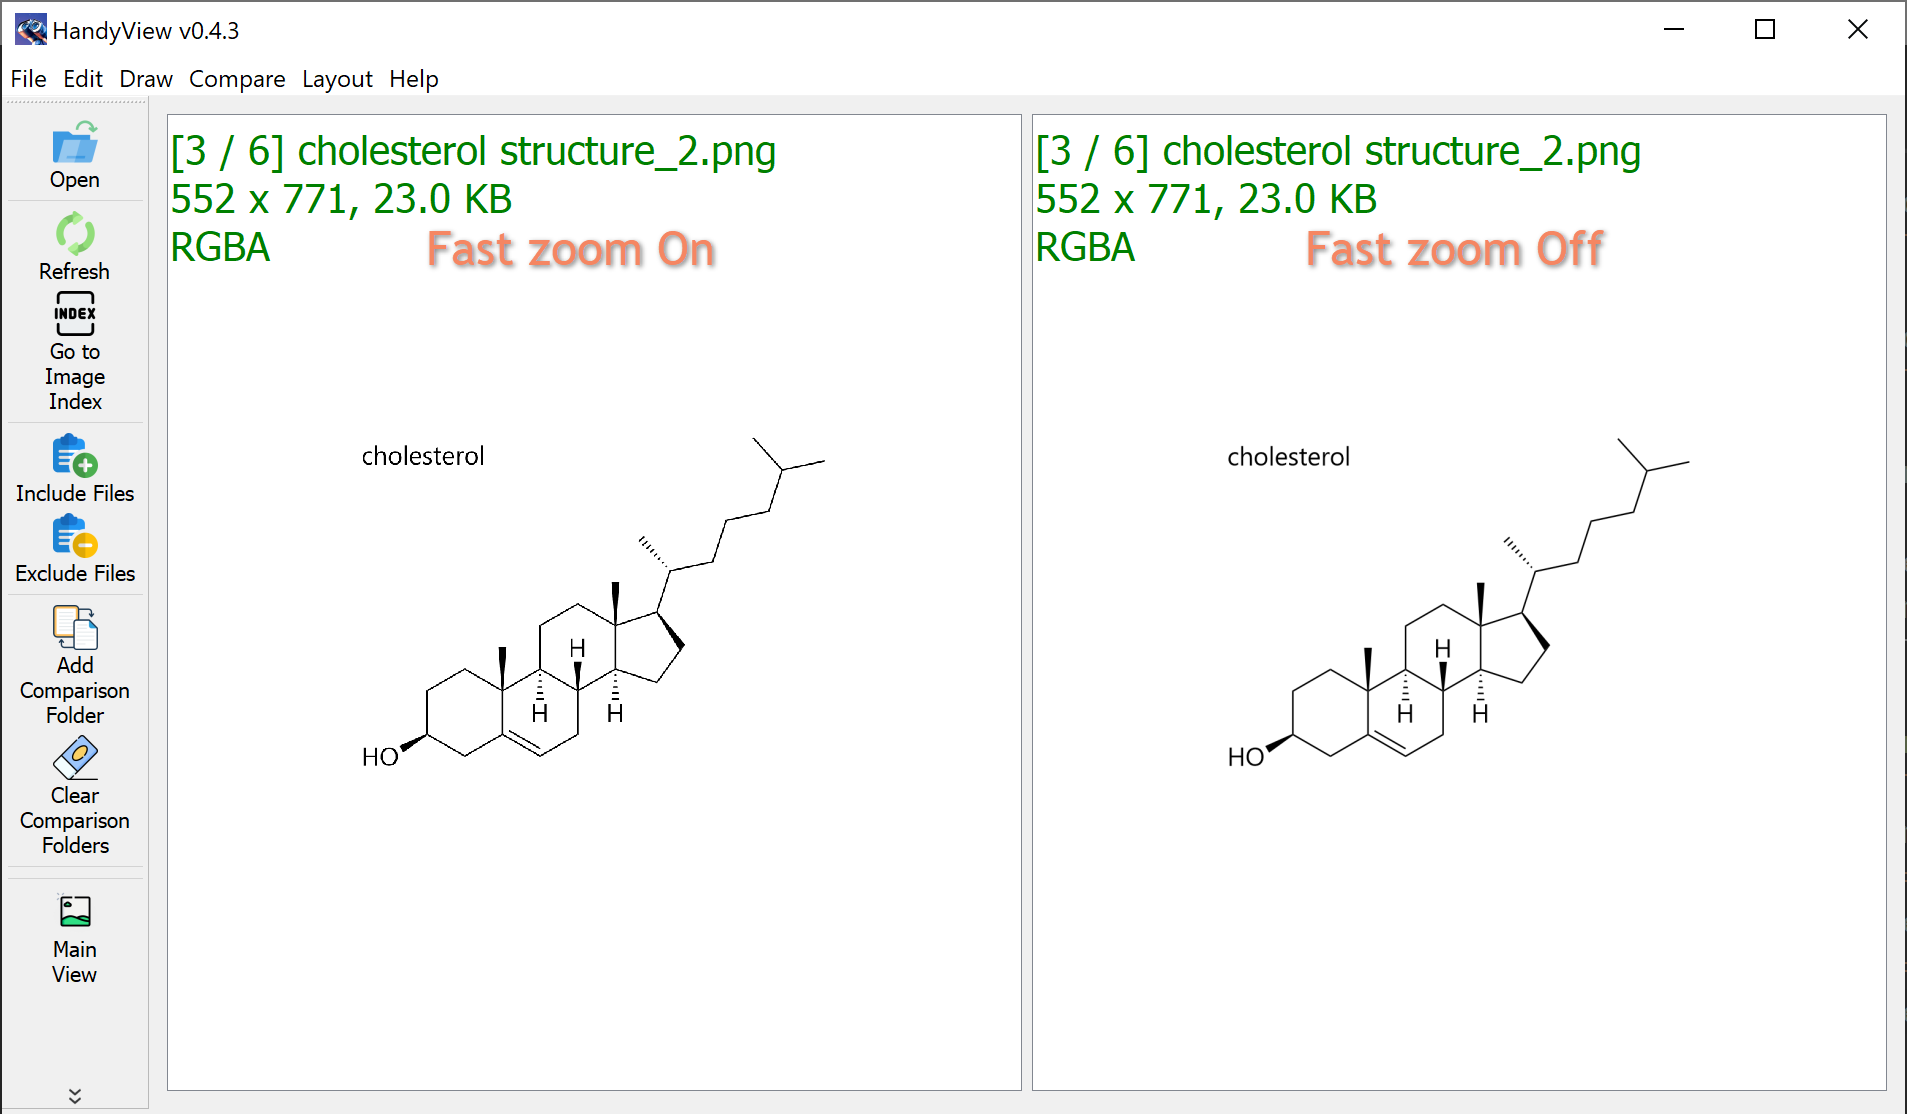 HandyView v0.4.3
File Edit Draw Compare Layout Help
Open
Refresh
INDEX
Go to
Image
Index
Include Files
Exclude Files
Add
Comparison
Folder
Clear
Comparison
Folders
Main
View
[3 / 6] cholesterol structure_2.png
552 x 771, 23.0 KB
RGBA
Fast zoom On
cholesterol
H
H
H
HO
[3 / 6] cholesterol structure_2.png
552 x 771, 23.0 KB
RGBA
Fast zoom Off
cholesterol
H
H
H
HO